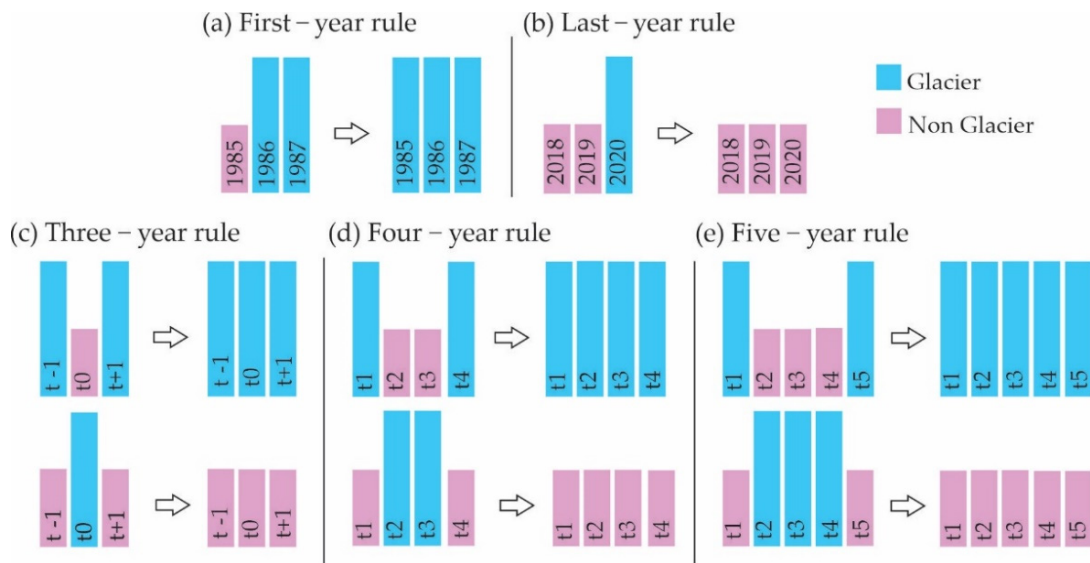 (a) First – year rule
(b) Last – year rule
1985
1986
1987
1985
1986
1987
2018
2019
2020
2018
2019
2020
Glacier
Non Glacier
(c) Three – year rule
(d) Four – year rule
(e) Five – year rule
t -1
t0
t+1
t -1
t0
t+1
t1
t2
t3
t4
t1
t2
t3
t4
t1
t2
t3
t4
t5
t1
t2
t3
t4
t5
t -1
t0
t+1
t -1
t0
t+1
t1
t2
t3
t4
t1
t2
t3
t4
t1
t2
t3
t4
t5
t1
t2
t3
t4
t5